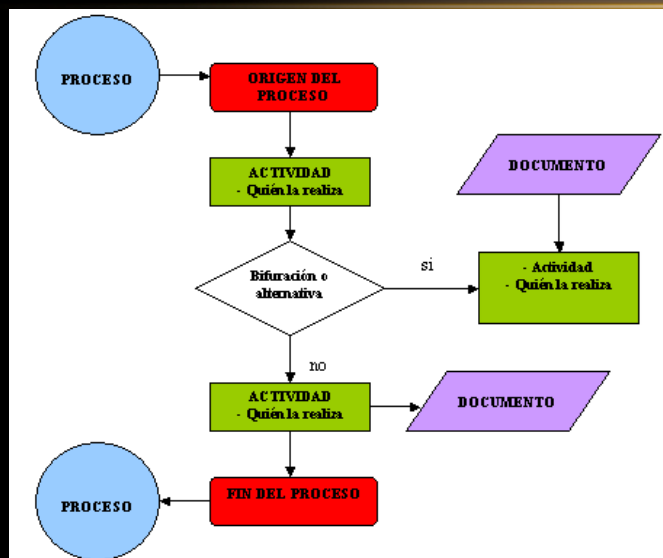 PROCESO
ORIGEN DEL
PROCESO
ACTIVIDAD
- Quién la realiza
DOCUMENTO
Bifuración o
alternativa
si
- Actividad
- Quién la realiza
no
ACTIVIDAD
- Quién la realiza
DOCUMENTO
FIN DEL PROCESO
PROCESO